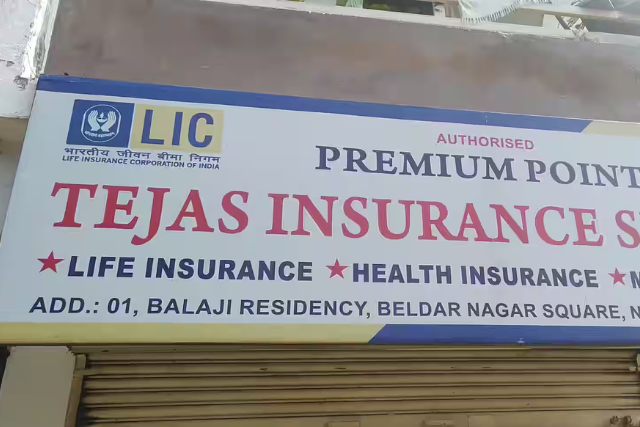 LIC
भारतीय जीवन बीमा निगम
LIFE INSURANCE CORPORATION OF INDIA
AUTHORISED
PREMIUM POINT
TEJAS INSURANCE S
★LIFE INSURANCE ★HEALTH INSURANCE ★
ADD.: 01, BALAJI RESIDENCY, BELDAR NAGAR SQUARE, N